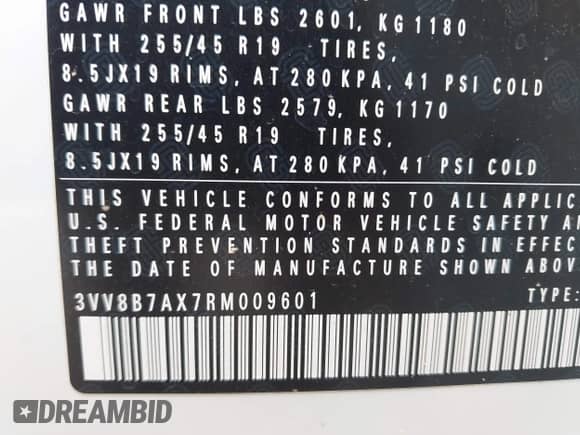 GAWR FRONT LBS 2601, KG 1180
WITH 255/45 R19 TIRES,
8.5JX19 RIMS, AT 280 KPA, 41 PSI COLD
GAWR REAR LBS 2579, KG 1170
WITH 255/45 R19 TIRES,
8.5JX19 RIMS, AT 280 KPA, 41 PSI COLD
THIS VEHICLE CONFORMS TO ALL APPLIC
U.S. FEDERAL MOTOR VEHICLE SAFETY A
THEFT PREVENTION STANDARDS IN EFFEC
THE DATE OF MANUFACTURE SHOWN ABOV
3VV8B7AX7RM009601 TYPE:
DREAMBID